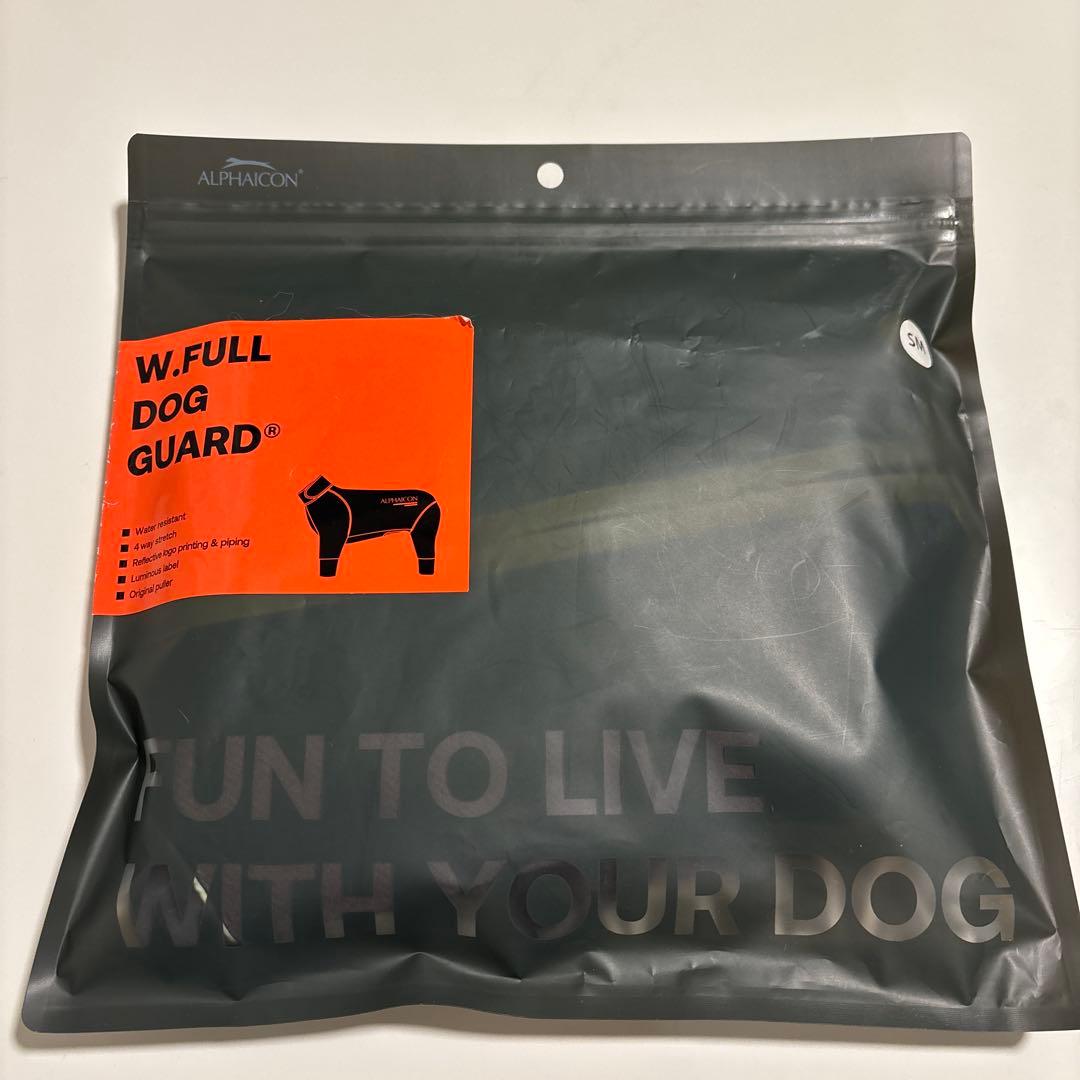 ALPHAICON®
SM
W.FULL
DOG
GUARD®
ALPHAICON
■ Water resistant
■ 4 way stretch
■ Reflective logo printing & piping
■ Luminous label
■ Original puller
FUN TO LIVE
WITH YOUR DOG